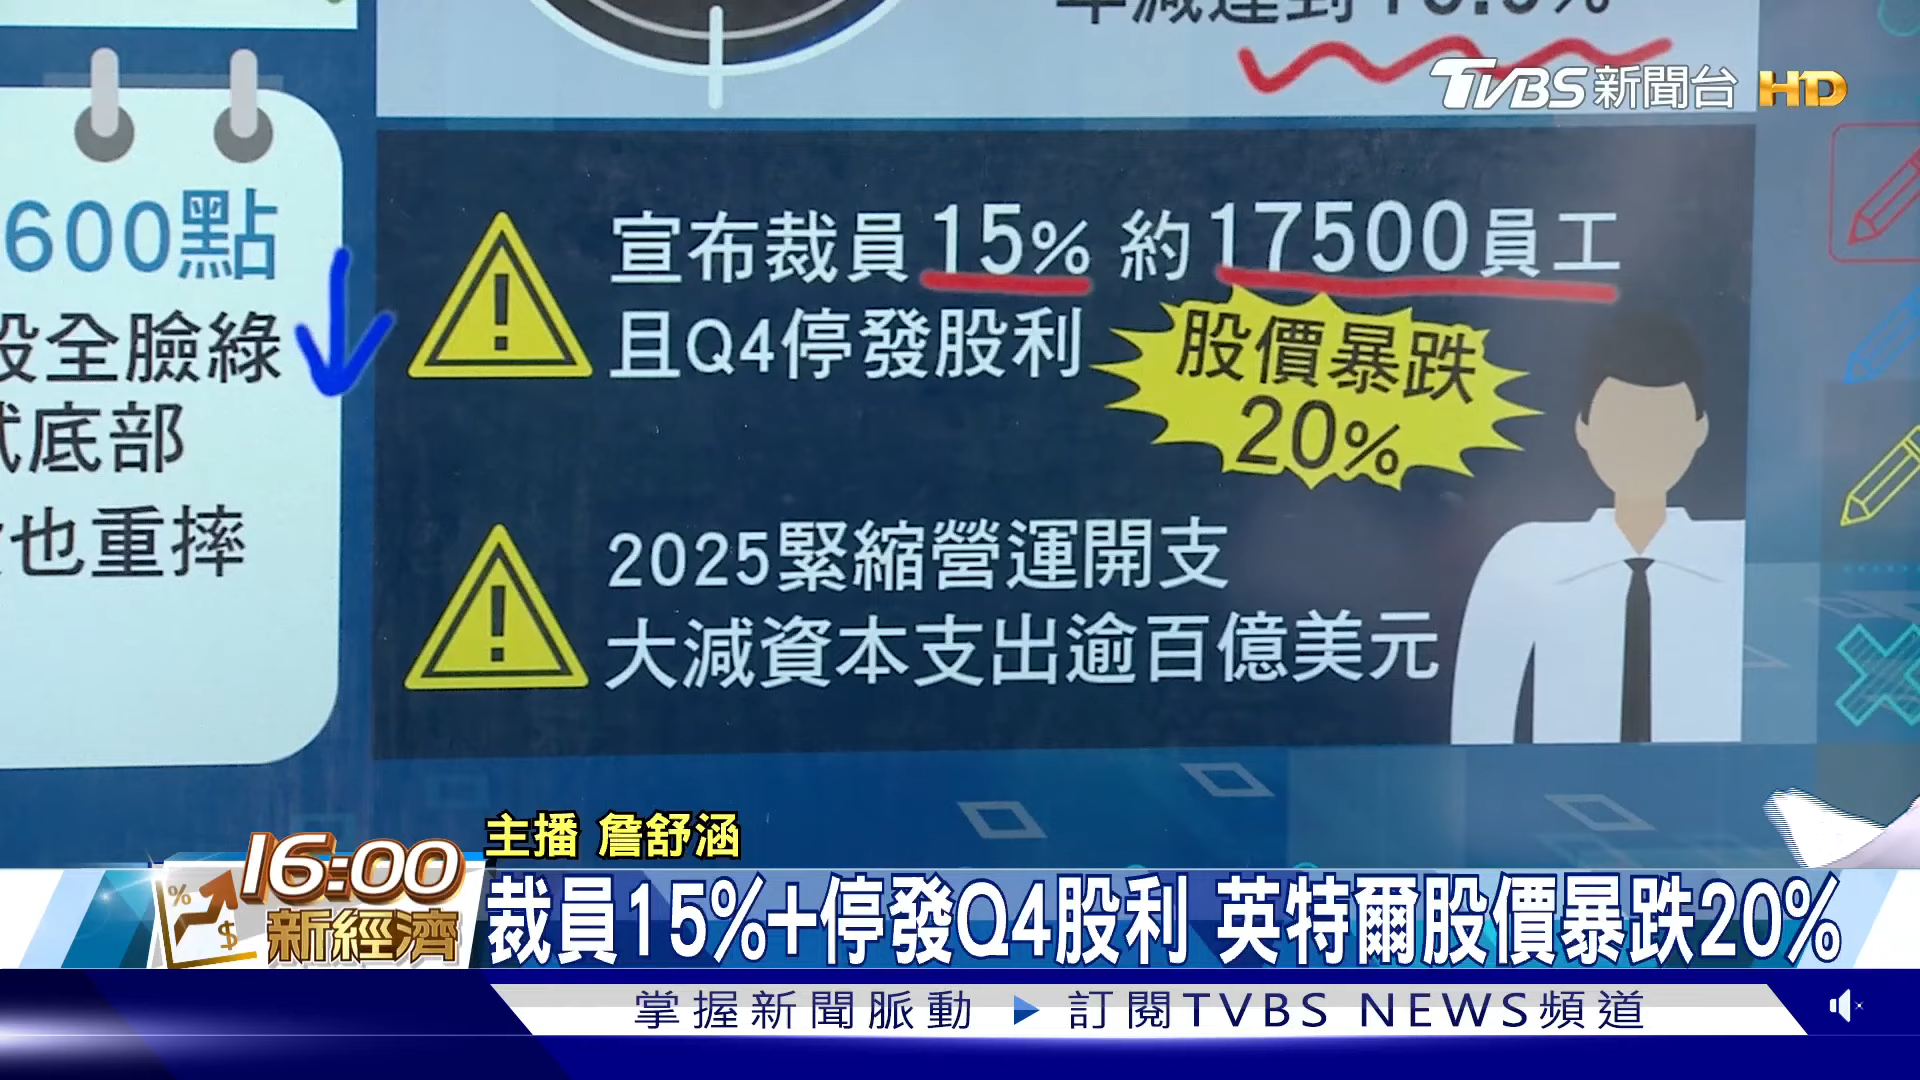 TVBS新聞台 HD
600點
全臉綠
底部
也重摔
宣布裁員15% 約17500員工
且Q4停發股利
股價暴跌
20%
2025緊縮營運開支
大減資本支出逾百億美元
主播 詹舒涵
16:00
新經濟
% $
裁員15%+停發Q4股利 英特爾股價暴跌20%
掌握新聞脈動 訂閱TVBS NEWS頻道